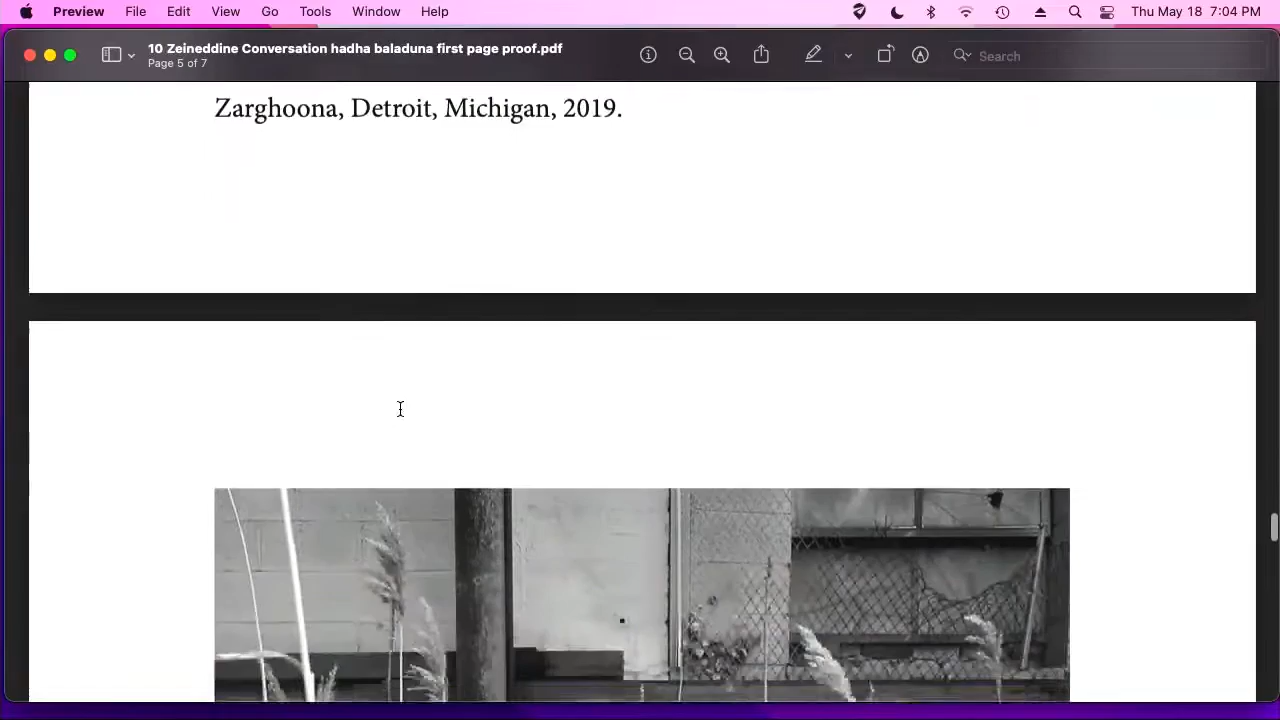 Preview File Edit View Go Tools Window Help Thu May 18 7:04 PM
10 Zeineddine Conversation hadha baladuna first page proof.pdf
Page 5 of 7
Search
Zarghoona, Detroit, Michigan, 2019.